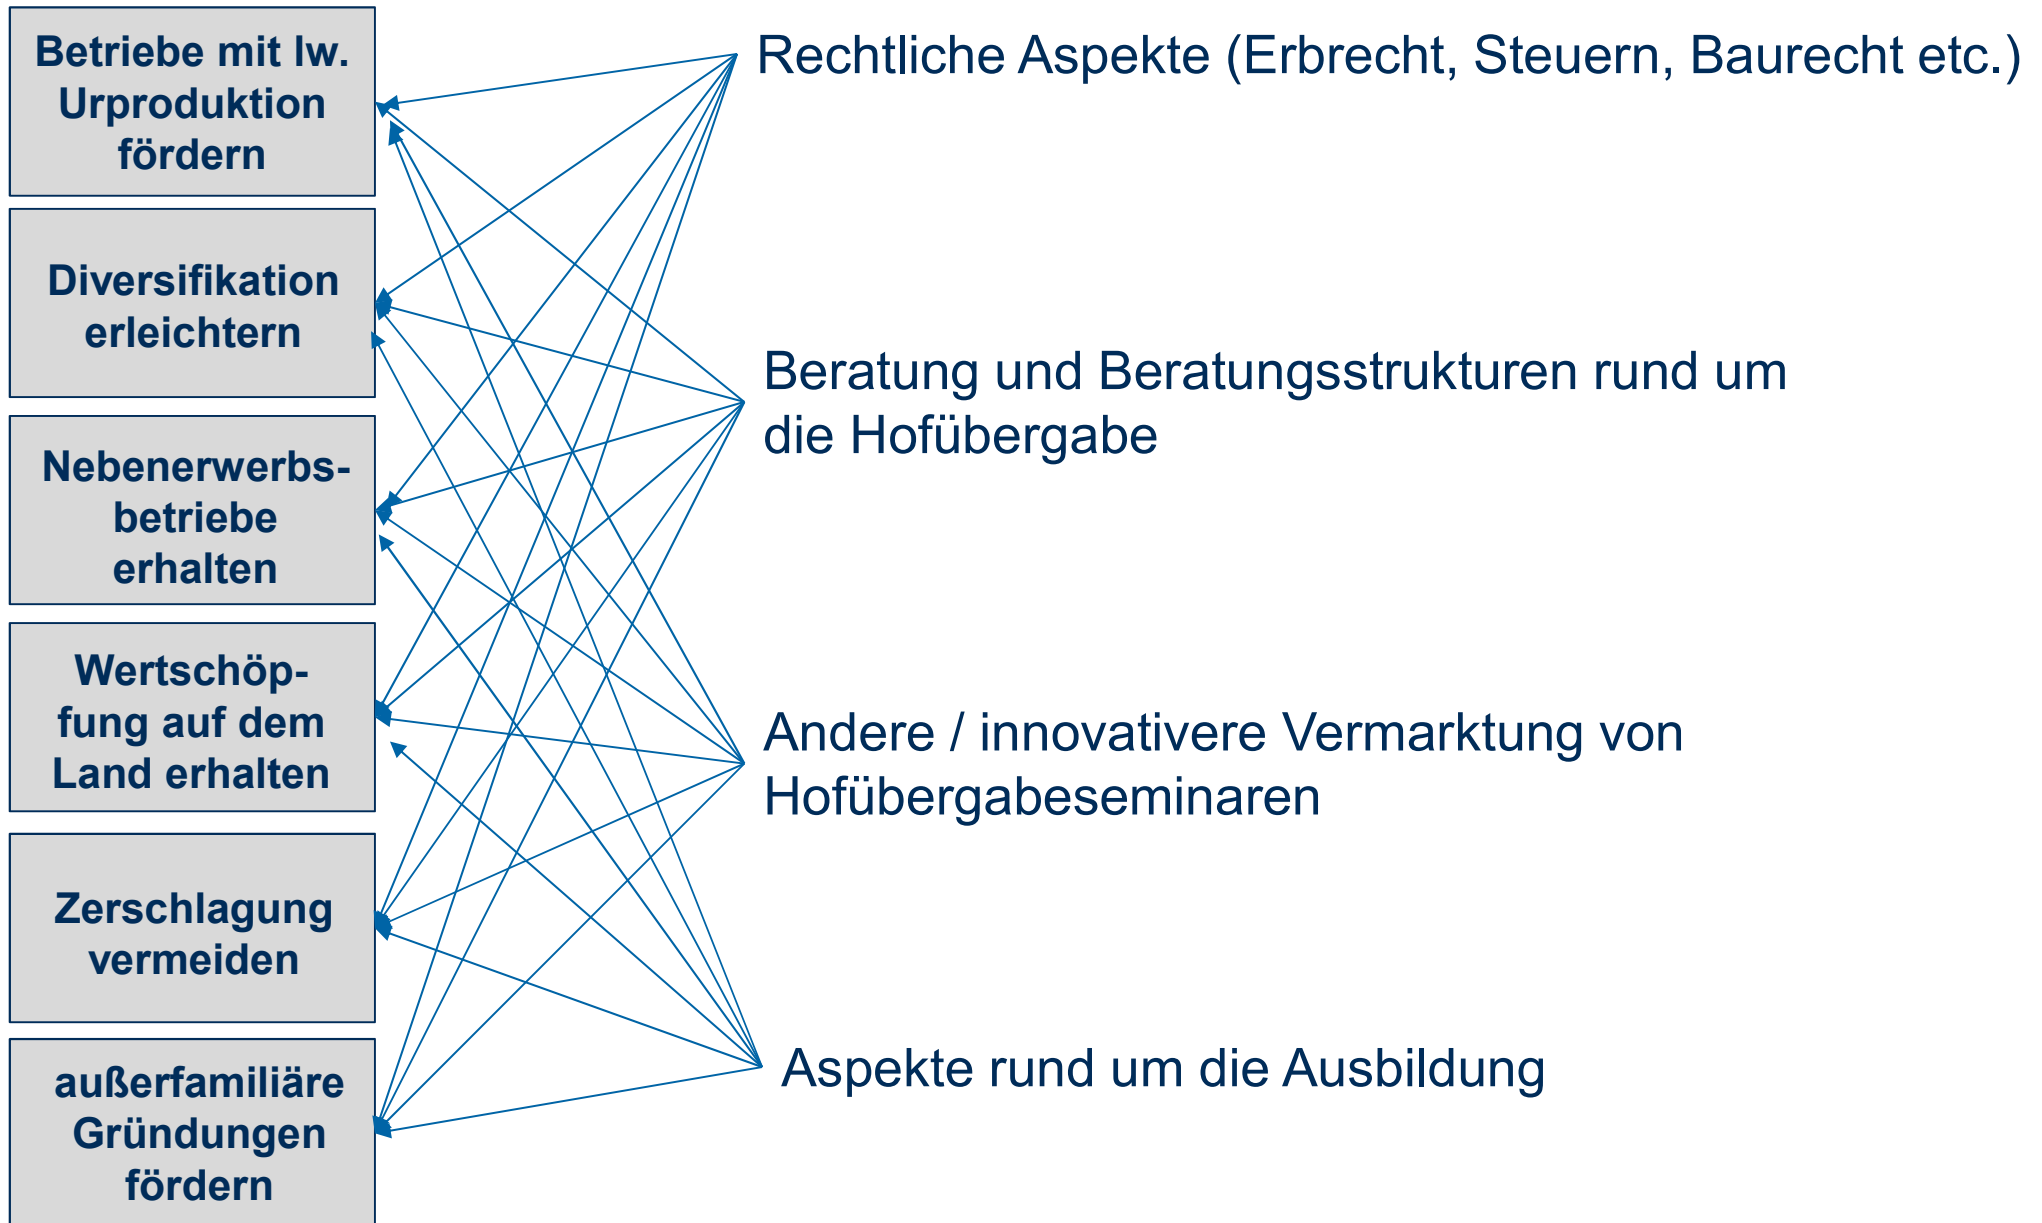 Betriebe mit lw.
Urproduktion
fördern
Diversifikation
erleichtern
Nebenerwerbs-
betriebe
erhalten
Wertschöp-
fung auf dem
Land erhalten
Zerschlagung
vermeiden
außerfamiliäre
Gründungen
fördern
Rechtliche Aspekte (Erbrecht, Steuern, Baurecht etc.)
Beratung und Beratungsstrukturen rund um
die Hofübergabe
Andere / innovativere Vermarktung von
Hofübergabeseminaren
Aspekte rund um die Ausbildung